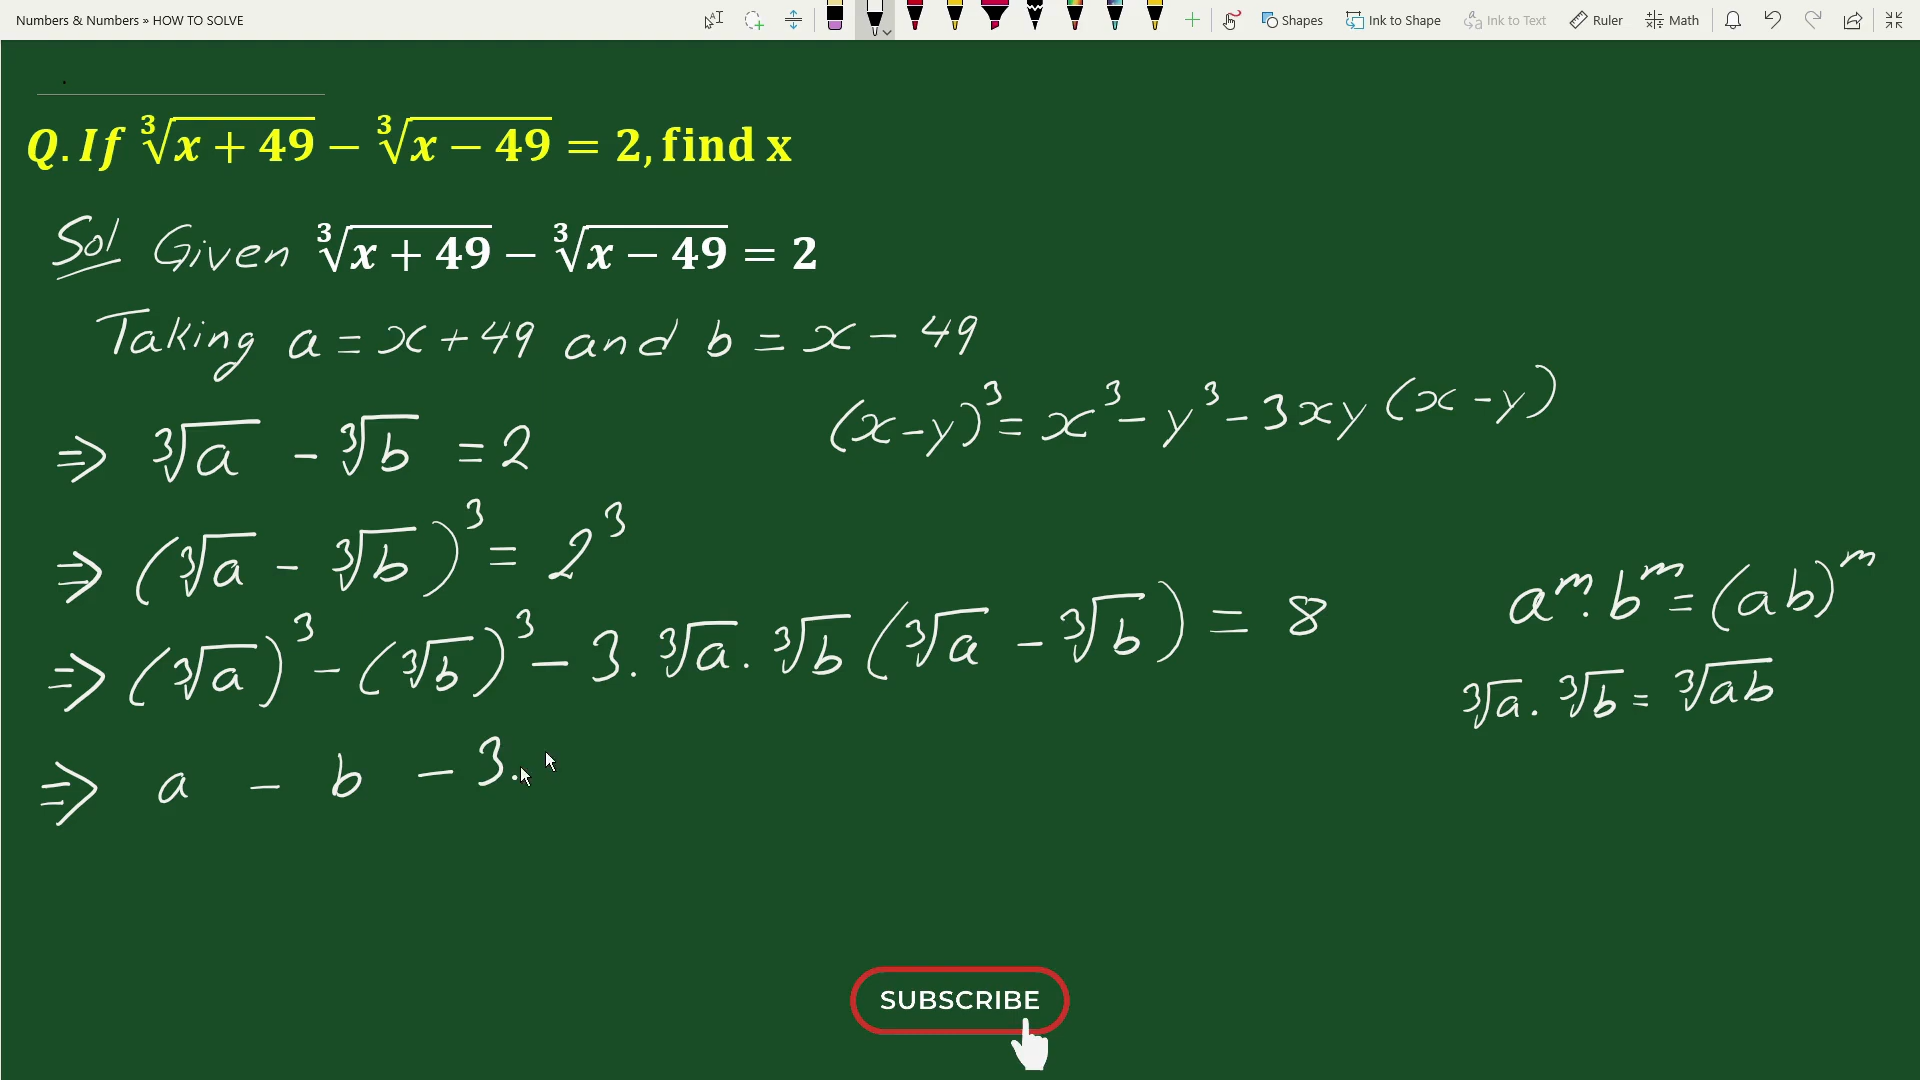 Numbers & Numbers » HOW TO SOLVE
Shapes Ink to Shape Ink to Text Ruler Math
Q. If ∛(x + 49) − ∛(x − 49) = 2, find x
Sol Given ∛(x + 49) − ∛(x − 49) = 2
Taking a = x + 49 and b = x − 49
(x − y)³ = x³ − y³ − 3xy (x − y)
⇒ ∛a − ∛b = 2
⇒ (∛a − ∛b)³ = 2³
aᵐ . bᵐ = (ab)ᵐ
⇒ (∛a)³ − (∛b)³ − 3 . ∛a . ∛b (∛a − ∛b) = 8
∛a . ∛b = ∛ab
⇒ a − b − 3 .
SUBSCRIBE